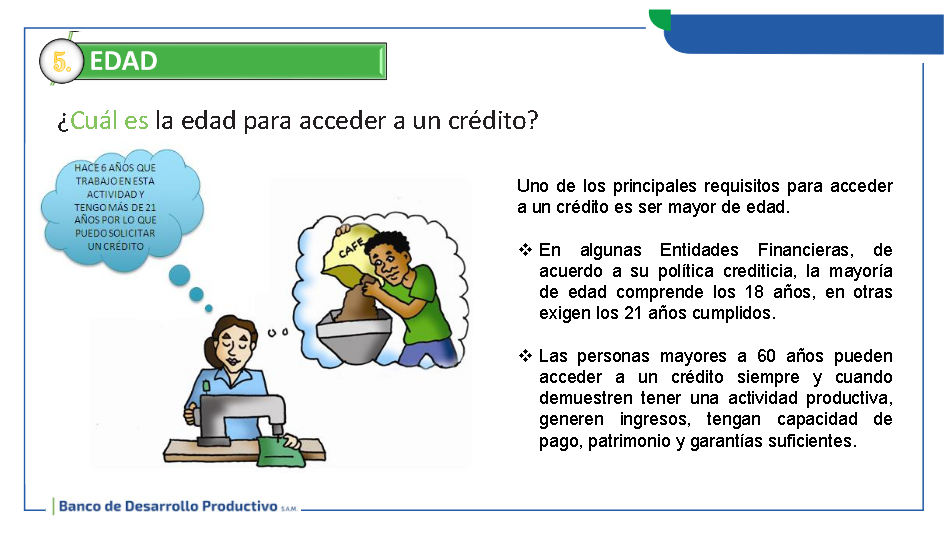 5.
EDAD
¿Cuál es la edad para acceder a un crédito?
HACE 6 AÑOS QUE
TRABAJO EN ESTA
ACTIVIDAD Y
TENGO MÁS DE 21
AÑOS POR LO QUE
PUEDO SOLICITAR
UN CRÉDITO
CAFE
Uno de los principales requisitos para acceder
a un crédito es ser mayor de edad.
❖ En algunas Entidades Financieras, de
acuerdo a su política crediticia, la mayoría
de edad comprende los 18 años, en otras
exigen los 21 años cumplidos.
❖ Las personas mayores a 60 años pueden
acceder a un crédito siempre y cuando
demuestren tener una actividad productiva,
generen ingresos, tengan capacidad de
pago, patrimonio y garantías suficientes.
Banco de Desarrollo Productivo S.A.M.